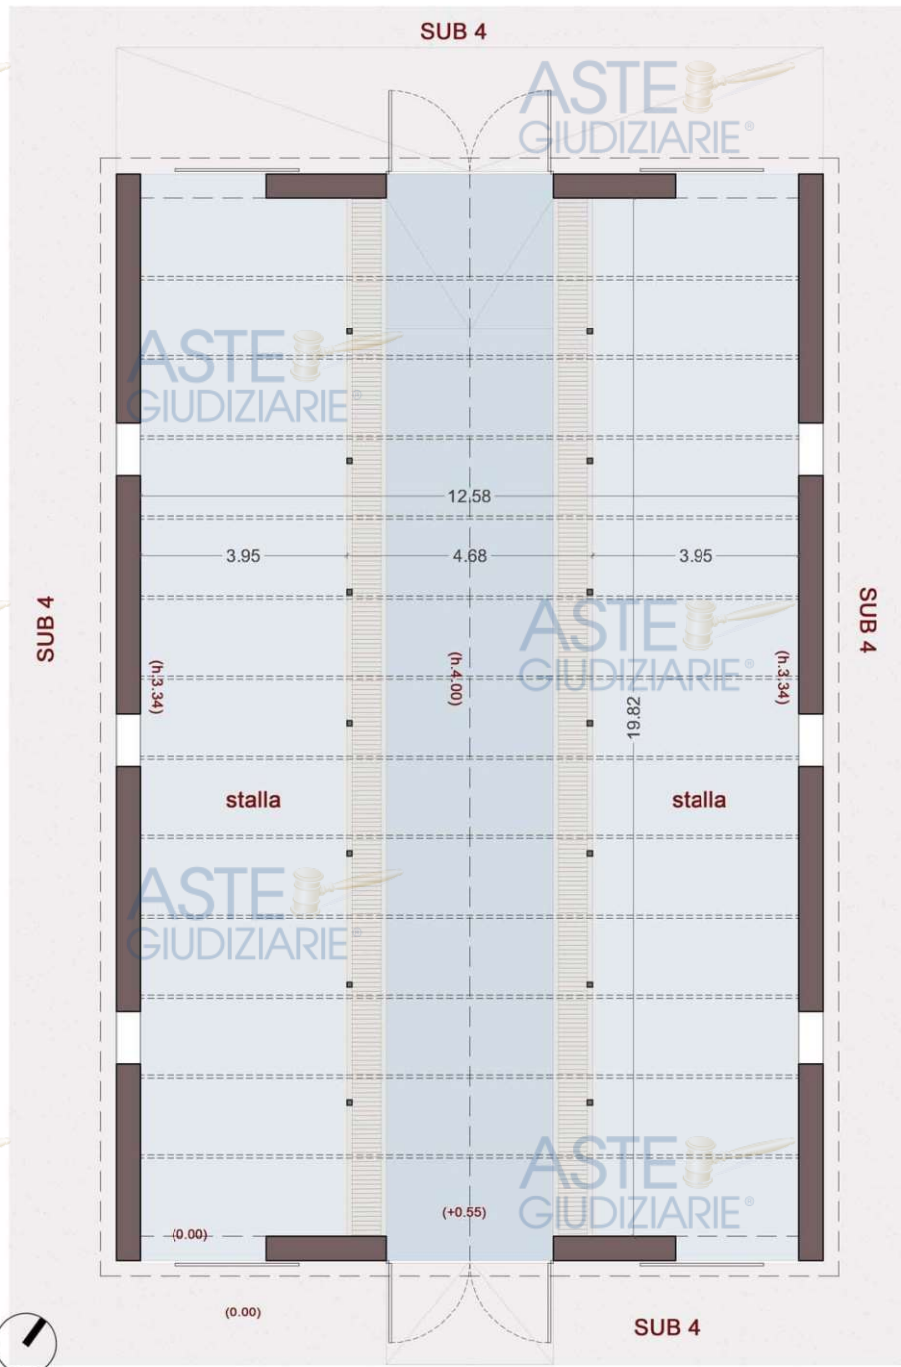 SUB 4
ASTE
GIUDIZIARIE®
ASTE
GIUDIZIARIE®
12.58
3.95
4.68
3.95
SUB 4
SUB 4
ASTE
GIUDIZIARIE®
(h.3.34)
(h.4.00)
(h.3.34)
19.82
stalla
stalla
ASTE
GIUDIZIARIE®
ASTE
GIUDIZIARIE®
(+0.55)
(0.00)
(0.00)
SUB 4